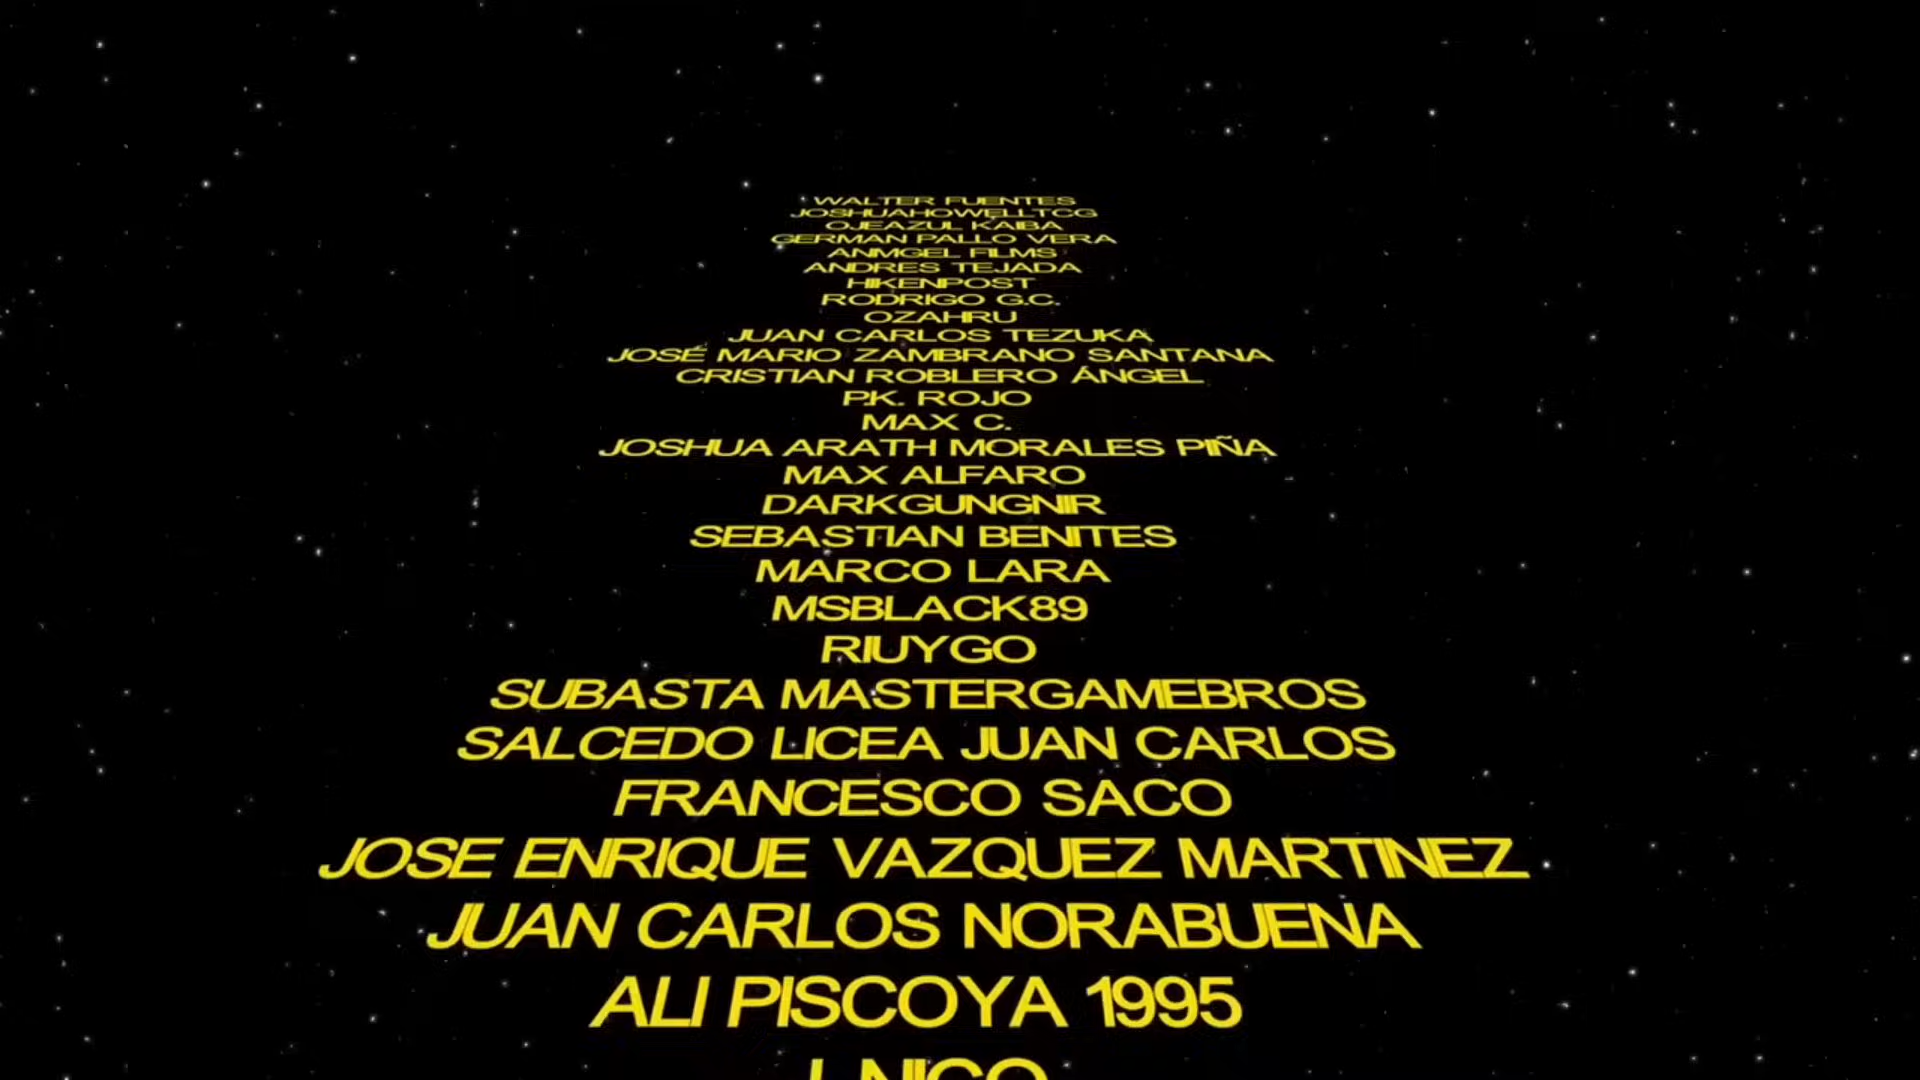 WALTER FUENTES
JOSHUAHOWELLTCG
OJEAZUL KAIBA
GERMAN PALLO VERA
ANMGEL FILMS
ANDRES TEJADA
HIKENPOST
RODRIGO G.C.
OZAHRU
JUAN CARLOS TEZUKA
JOSÉ MARIO ZAMBRANO SANTANA
CRISTIAN ROBLERO ÁNGEL
P.K. ROJO
MAX C.
JOSHUA ARATH MORALES PIÑA
MAX ALFARO
DARKGUNGNIR
SEBASTIAN BENITES
MARCO LARA
MSBLACK89
RIUYGO
SUBASTA MASTERGAMEBROS
SALCEDO LICEA JUAN CARLOS
FRANCESCO SACO
JOSE ENRIQUE VAZQUEZ MARTINEZ
JUAN CARLOS NORABUENA
ALI PISCOYA 1995
NICO